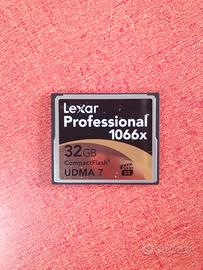 Lexar
Professional
1066x
32GB
CompactFlash®
UDMA 7